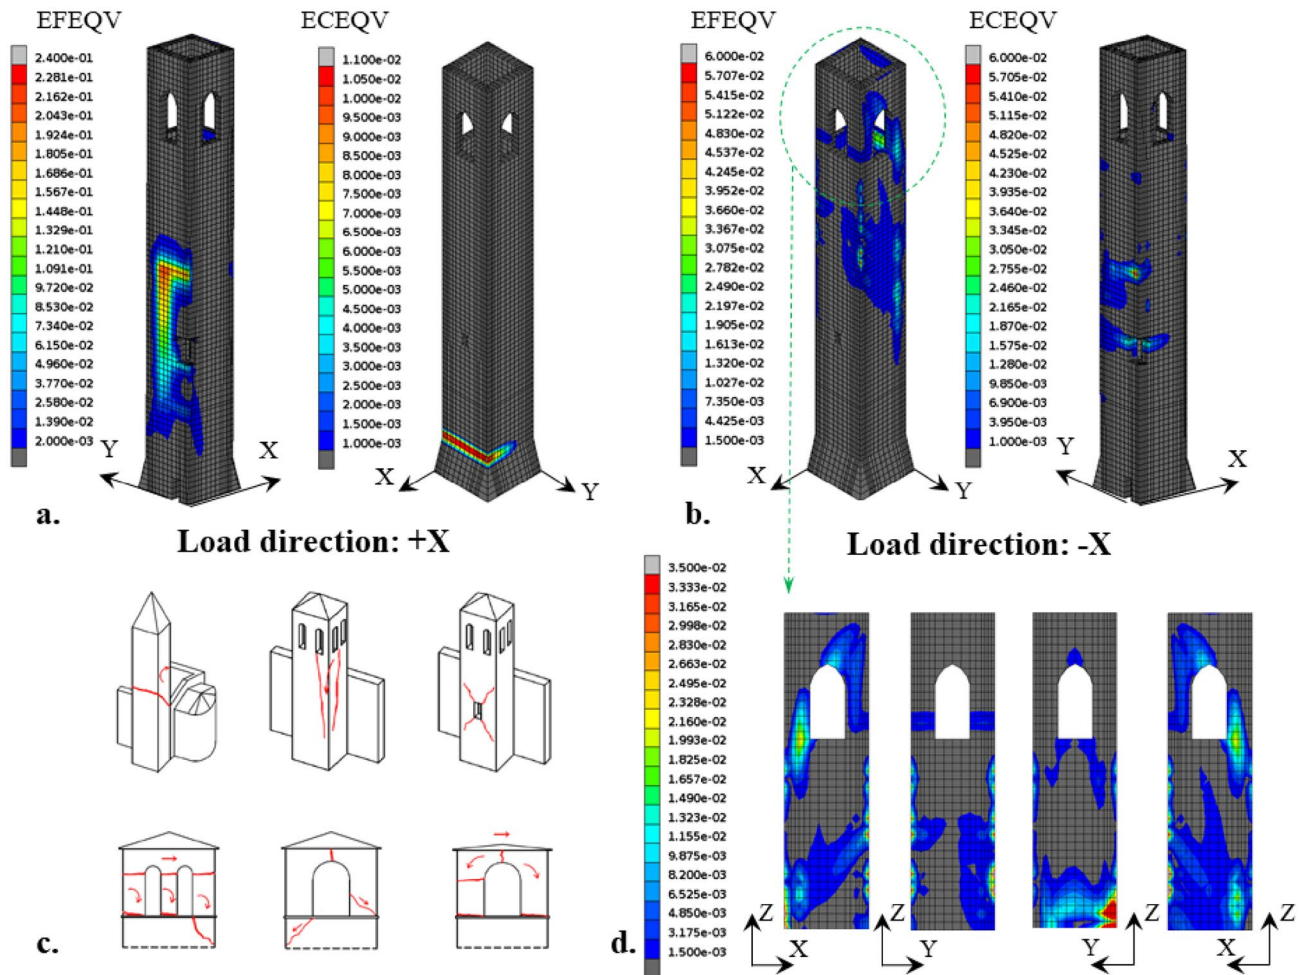 EFEQV
2.400e-01
2.281e-01
2.162e-01
2.043e-01
1.924e-01
1.805e-01
1.686e-01
1.567e-01
1.448e-01
1.329e-01
1.210e-01
1.091e-01
9.720e-02
8.530e-02
7.340e-02
6.150e-02
4.960e-02
3.770e-02
2.580e-02
1.390e-02
2.000e-03
Y
X
a.
ECEQV
1.100e-02
1.050e-02
1.000e-02
9.500e-03
9.000e-03
8.500e-03
8.000e-03
7.500e-03
7.000e-03
6.500e-03
6.000e-03
5.500e-03
5.000e-03
4.500e-03
4.000e-03
3.500e-03
3.000e-03
2.500e-03
2.000e-03
1.500e-03
1.000e-03
X
Y
Load direction: +X
EFEQV
6.000e-02
5.707e-02
5.415e-02
5.122e-02
4.830e-02
4.537e-02
4.245e-02
3.952e-02
3.660e-02
3.367e-02
3.075e-02
2.782e-02
2.490e-02
2.197e-02
1.905e-02
1.613e-02
1.320e-02
1.027e-02
7.350e-03
4.425e-03
1.500e-03
X
Y
b.
ECEQV
6.000e-02
5.705e-02
5.410e-02
5.115e-02
4.820e-02
4.525e-02
4.230e-02
3.935e-02
3.640e-02
3.345e-02
3.050e-02
2.755e-02
2.460e-02
2.165e-02
1.870e-02
1.575e-02
1.280e-02
9.850e-03
6.900e-03
3.950e-03
1.000e-03
Y
X
Load direction: -X
c.
3.500e-02
3.333e-02
3.165e-02
2.998e-02
2.830e-02
2.663e-02
2.495e-02
2.328e-02
2.160e-02
1.993e-02
1.825e-02
1.657e-02
1.490e-02
1.323e-02
1.155e-02
9.875e-03
8.200e-03
6.525e-03
4.850e-03
3.175e-03
1.500e-03
d.
Z
X
Z
Y
Z
Y
Z
X